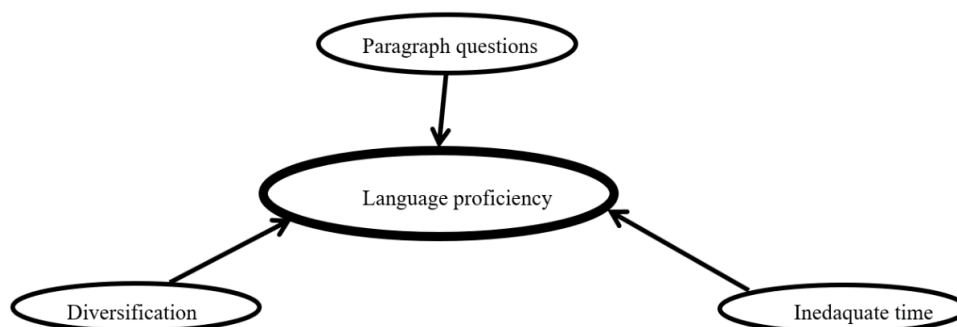 Paragraph questions
Language proficiency
Diversification
Inedaquate time